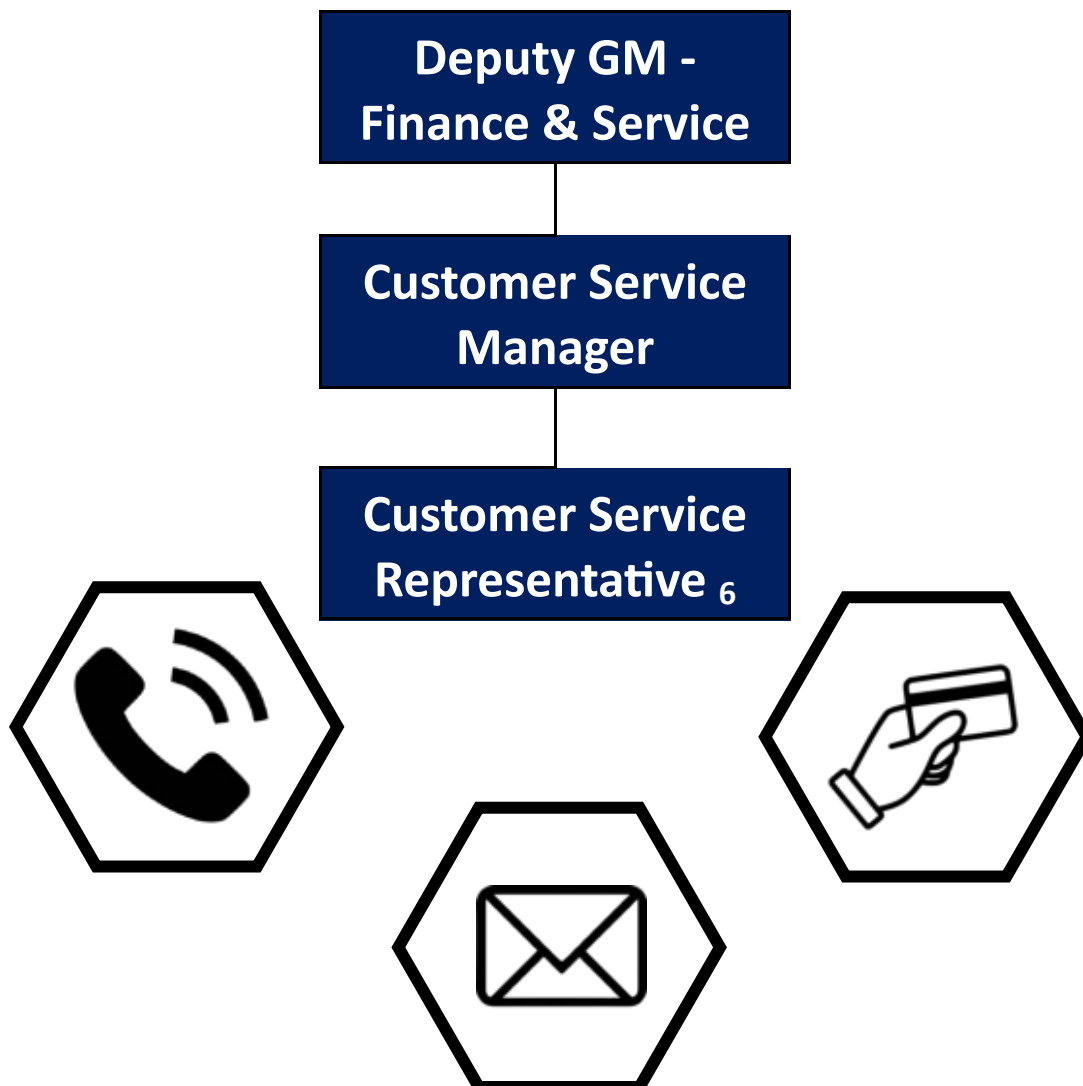 Deputy GM -
Finance & Service
Customer Service
Manager
Customer Service
Representative 6